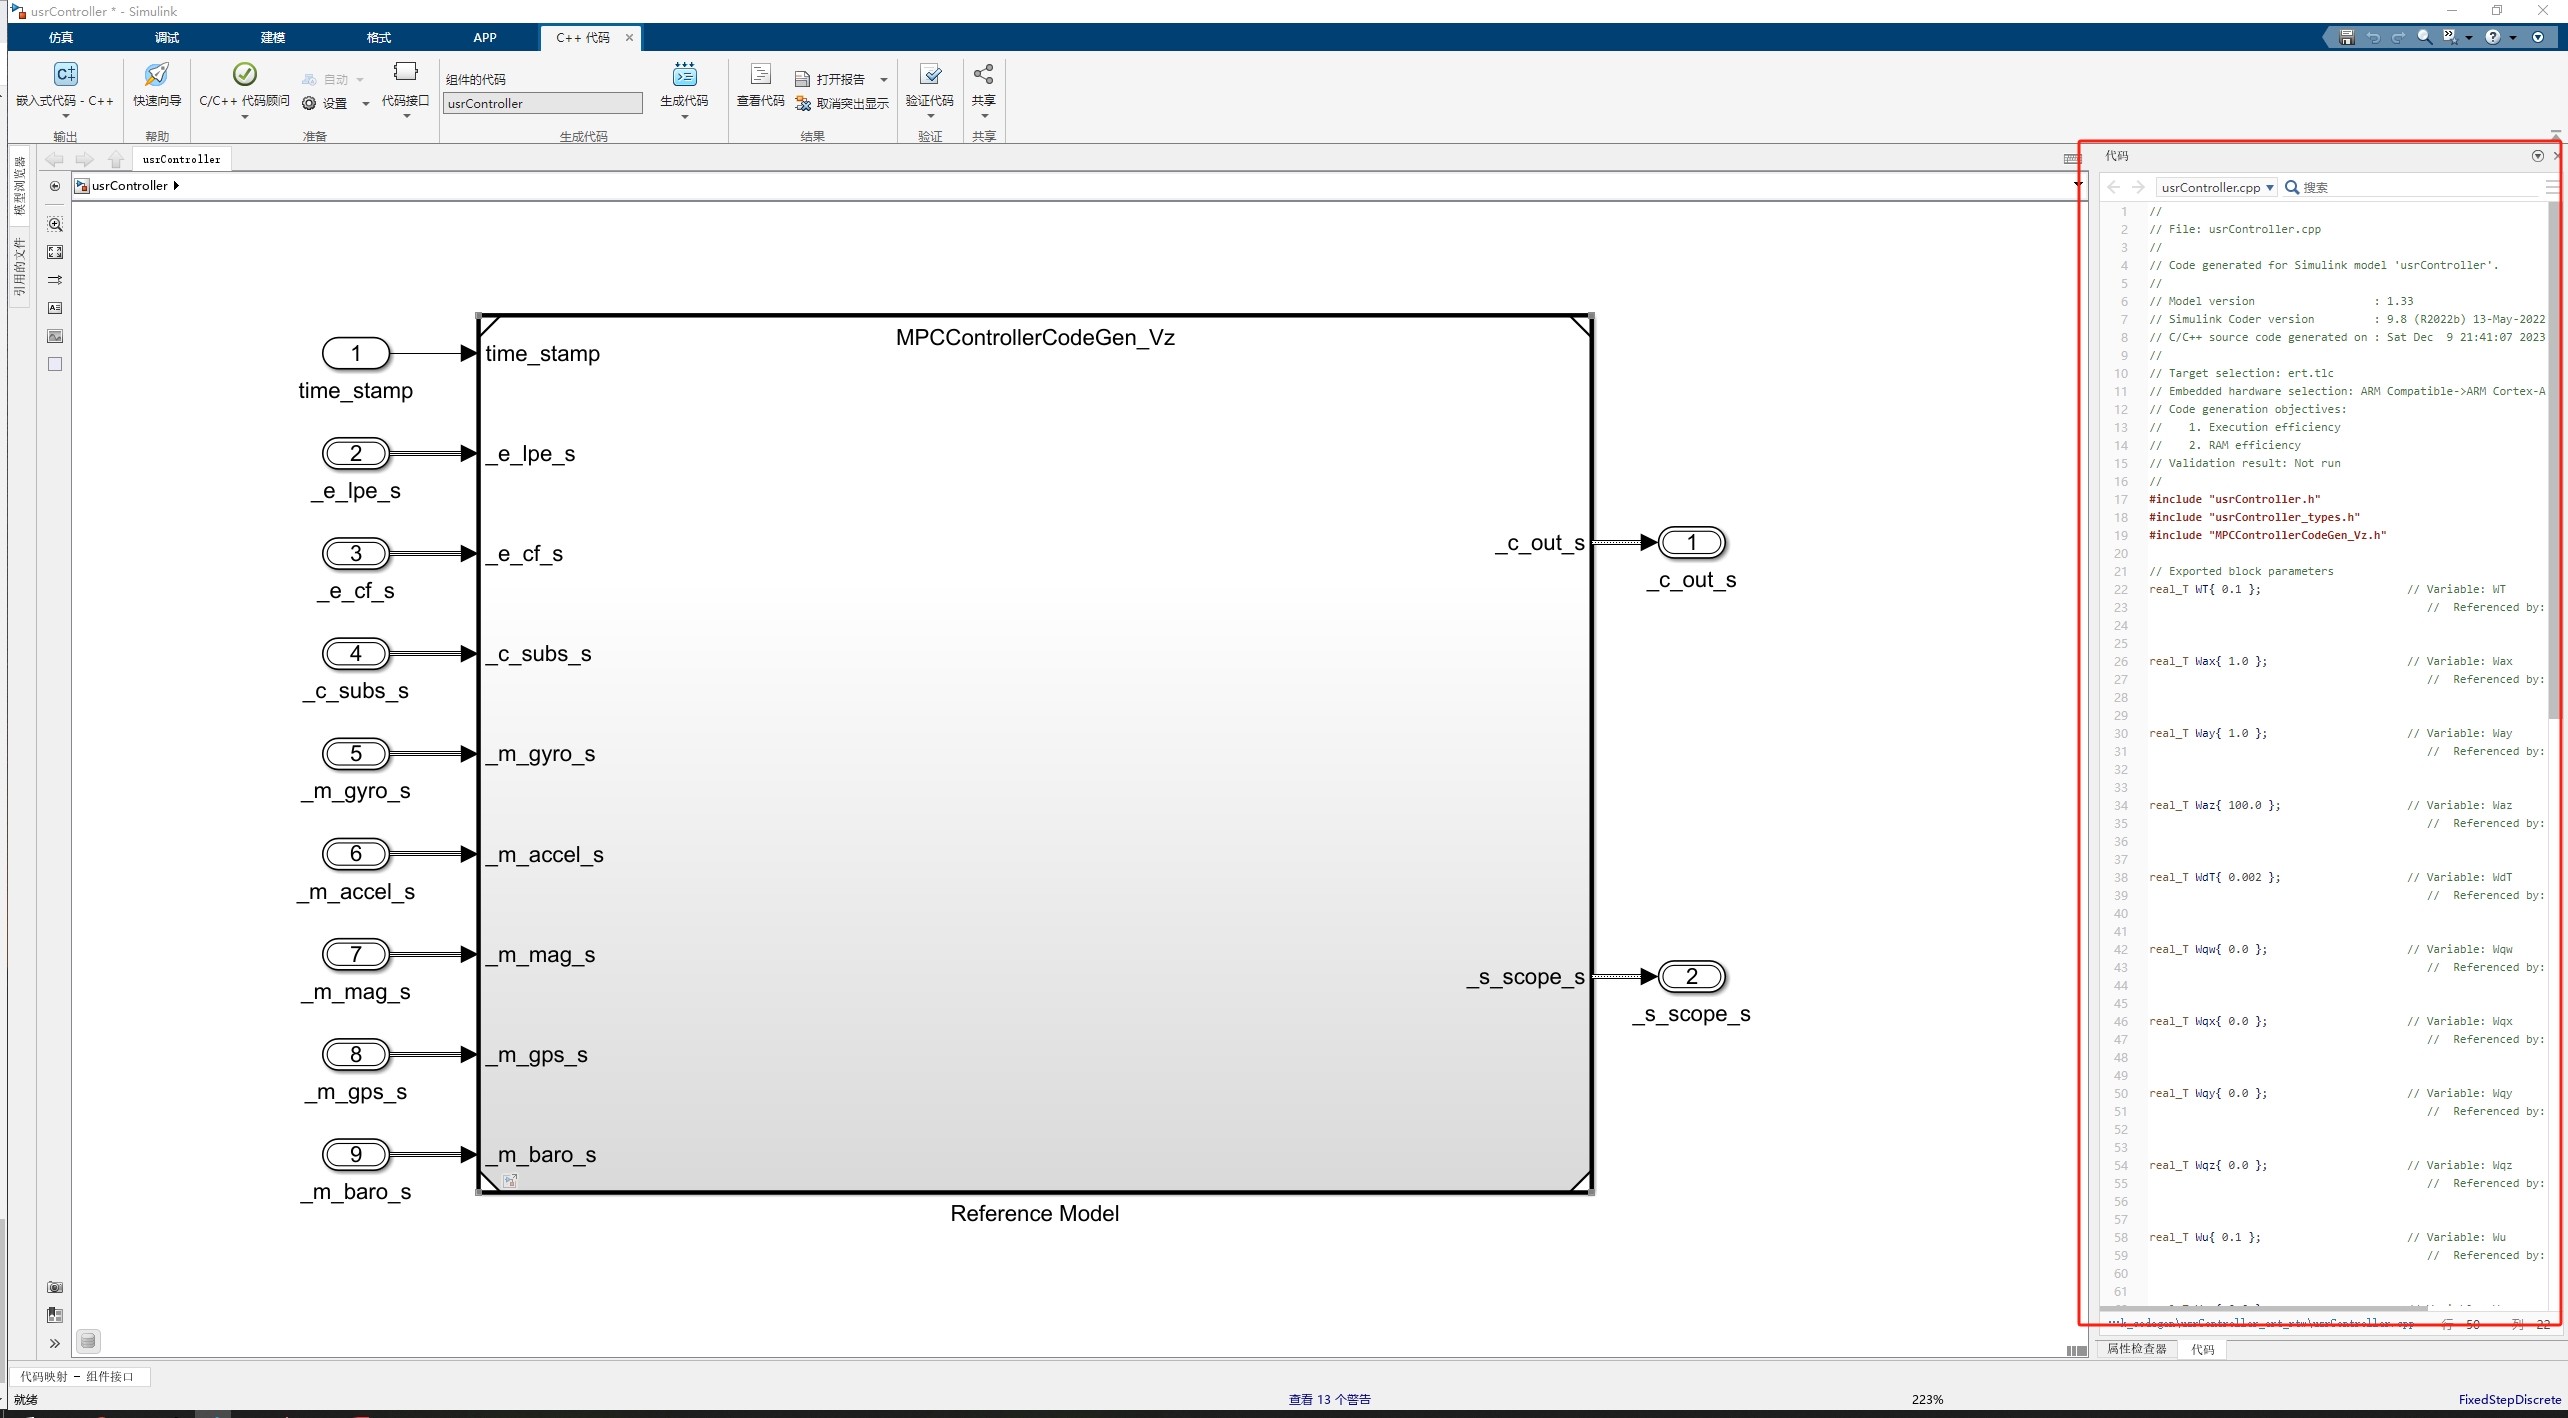 usrController * - Simulink
仿真 调试 建模 格式 APP C++ 代码
嵌入式代码 - C++ 快速向导 C/C++ 代码顾问 自动 设置 代码接口 组件的代码 usrController 生成代码 查看代码 打开报告 取消突出显示 验证代码 共享
输出 帮助 准备 生成代码 结果 验证 共享
模型浏览器
引用的文件
usrController
usrController
MPCControllerCodeGen_Vz
1 time_stamp
time_stamp
2 _e_lpe_s
_e_lpe_s
3 _e_cf_s
_e_cf_s
4 _c_subs_s
_c_subs_s
5 _m_gyro_s
_m_gyro_s
6 _m_accel_s
_m_accel_s
7 _m_mag_s
_m_mag_s
8 _m_gps_s
_m_gps_s
9 _m_baro_s
_m_baro_s
_c_out_s 1
_c_out_s
_s_scope_s 2
_s_scope_s
Reference Model
代码
usrController.cpp 搜索
1 //
2 // File: usrController.cpp
3 //
4 // Code generated for Simulink model 'usrController'.
5 //
6 // Model version : 1.33
7 // Simulink Coder version : 9.8 (R2022b) 13-May-2022
8 // C/C++ source code generated on : Sat Dec 9 21:41:07 2023
9 //
10 // Target selection: ert.tlc
11 // Embedded hardware selection: ARM Compatible->ARM Cortex-A
12 // Code generation objectives:
13 // 1. Execution efficiency
14 // 2. RAM efficiency
15 // Validation result: Not run
16 //
17 #include "usrController.h"
18 #include "usrController_types.h"
19 #include "MPCControllerCodeGen_Vz.h"
20
21 // Exported block parameters
22 real_T WT{ 0.1 }; // Variable: WT
23 // Referenced by:
24
25
26 real_T Wax{ 1.0 }; // Variable: Wax
27 // Referenced by:
28
29
30 real_T Way{ 1.0 }; // Variable: Way
31 // Referenced by:
32
33
34 real_T Waz{ 100.0 }; // Variable: Waz
35 // Referenced by:
36
37
38 real_T WdT{ 0.002 }; // Variable: WdT
39 // Referenced by:
40
41
42 real_T Wqw{ 0.0 }; // Variable: Wqw
43 // Referenced by:
44
45
46 real_T Wqx{ 0.0 }; // Variable: Wqx
47 // Referenced by:
48
49
50 real_T Wqy{ 0.0 }; // Variable: Wqy
51 // Referenced by:
52
53
54 real_T Wqz{ 0.0 }; // Variable: Wqz
55 // Referenced by:
56
57
58 real_T Wu{ 0.1 }; // Variable: Wu
59 // Referenced by:
60
61
行 50 列 22
属性检查器 代码
代码映射 - 组件接口
就绪 查看 13 个警告 223% FixedStepDiscrete